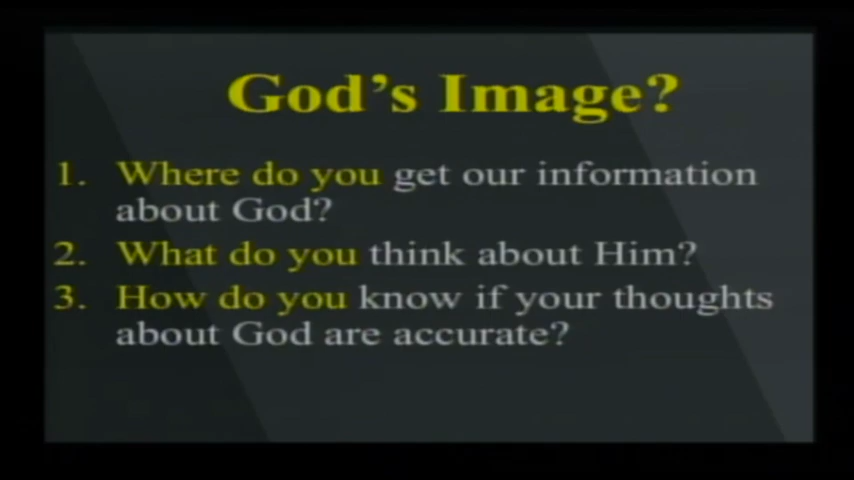 God's Image?
1. Where do you get our information
about God?
2. What do you think about Him?
3. How do you know if your thoughts
about God are accurate?